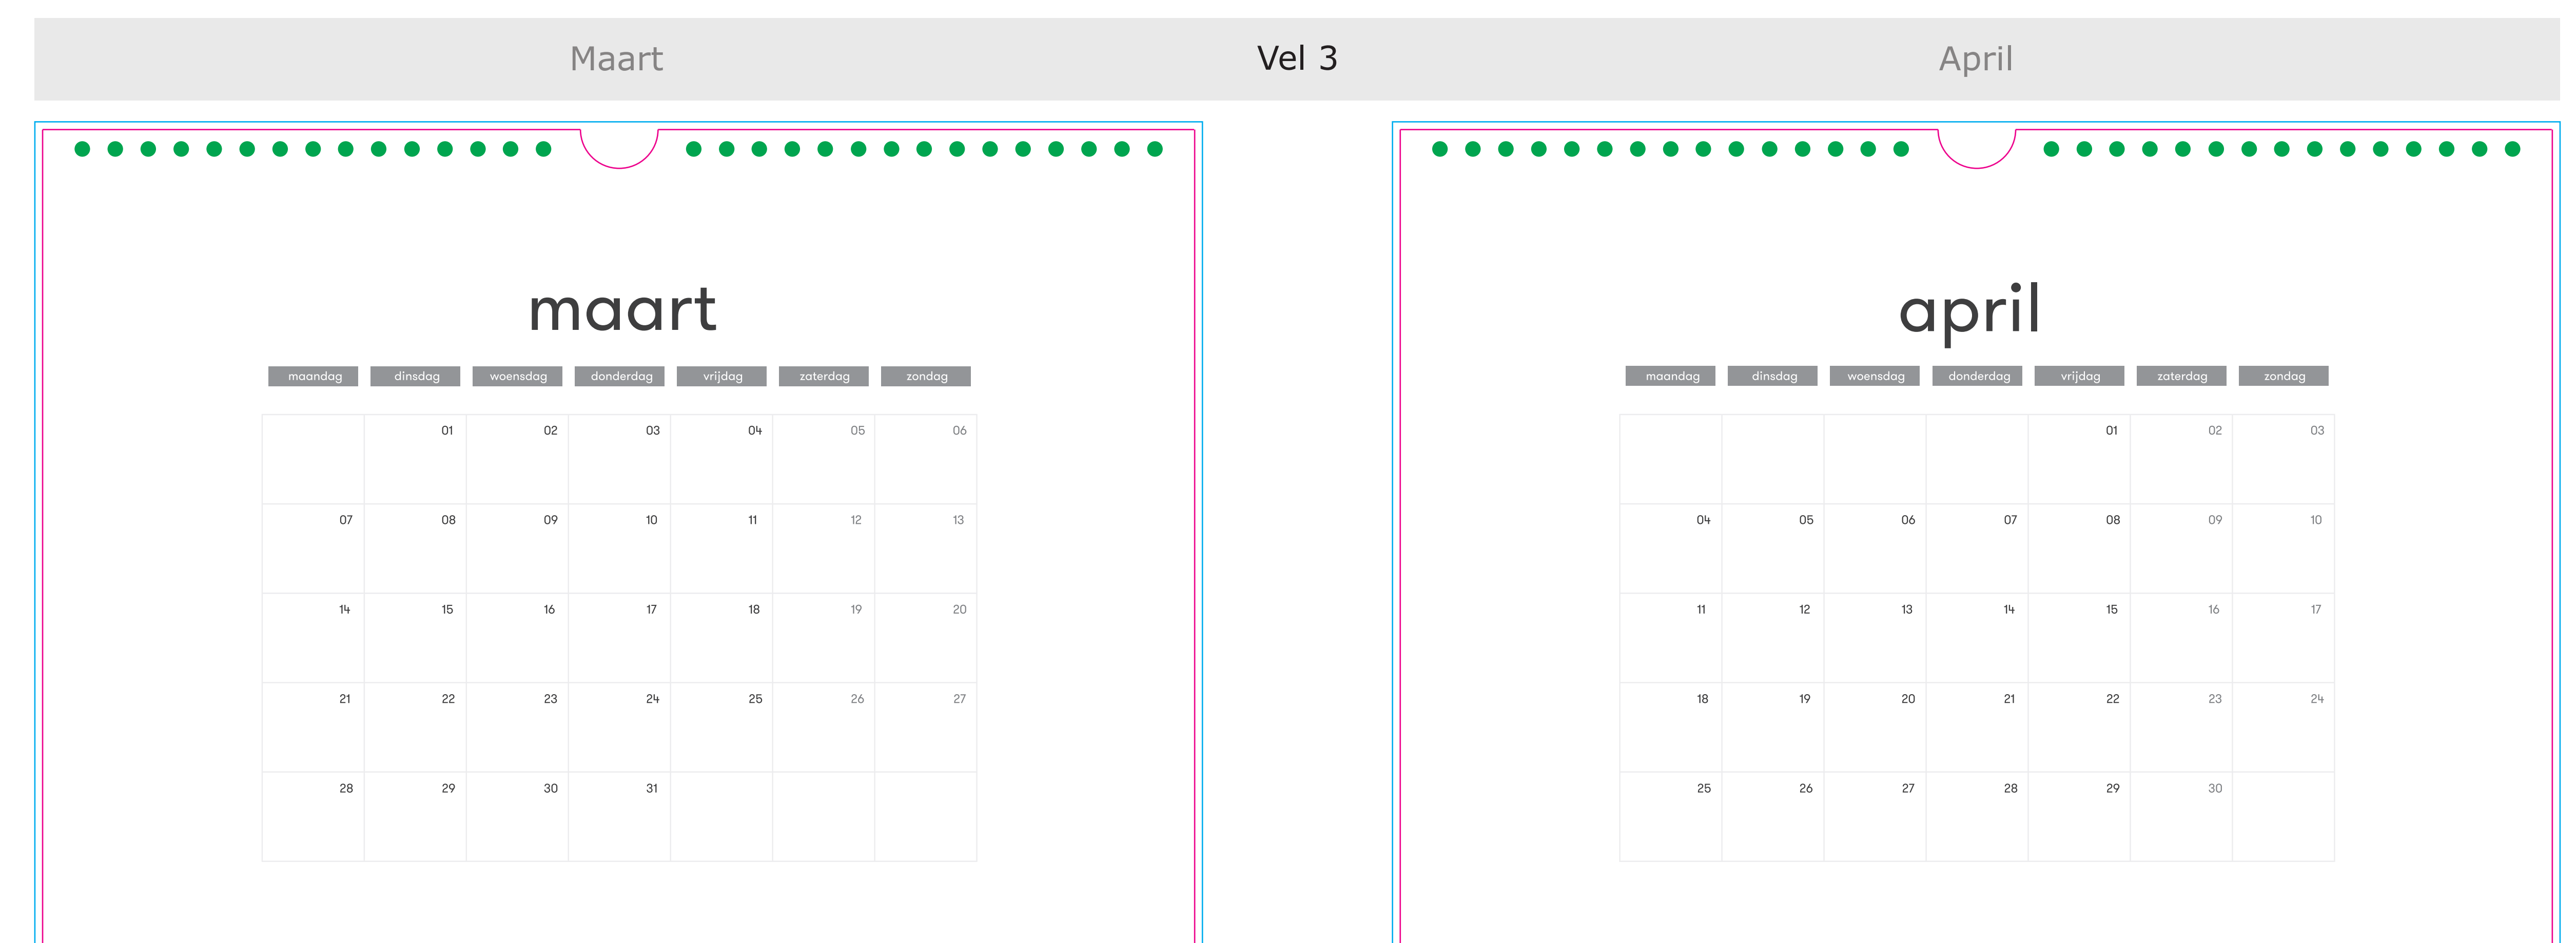 Maart Vel 3 April
maart
maandag dinsdag woensdag donderdag vrijdag zaterdag zondag
01 02 03 04 05 06
07 08 09 10 11 12 13
14 15 16 17 18 19 20
21 22 23 24 25 26 27
28 29 30 31
april
maandag dinsdag woensdag donderdag vrijdag zaterdag zondag
01 02 03
04 05 06 07 08 09 10
11 12 13 14 15 16 17
18 19 20 21 22 23 24
25 26 27 28 29 30